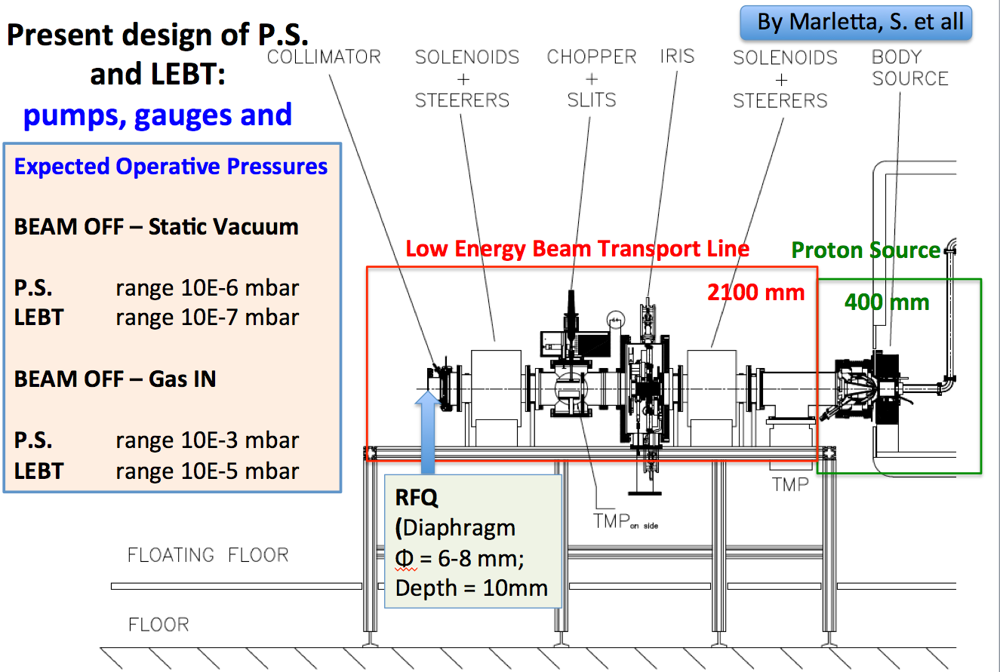 Present design of P.S.
and LEBT:
pumps, gauges and
By Marletta, S. et all
COLLIMATOR
SOLENOIDS
+
STEERERS
CHOPPER
+
SLITS
IRIS
SOLENOIDS
+
STEERERS
BODY
SOURCE
Expected Operative Pressures
BEAM OFF – Static Vacuum
P.S. range 10E-6 mbar
LEBT range 10E-7 mbar
BEAM OFF – Gas IN
P.S. range 10E-3 mbar
LEBT range 10E-5 mbar
Low Energy Beam Transport Line
2100 mm
Proton Source
400 mm
RFQ
(Diaphragm
Φ = 6-8 mm;
Depth = 10mm
TMP on side
TMP
FLOATING FLOOR
FLOOR